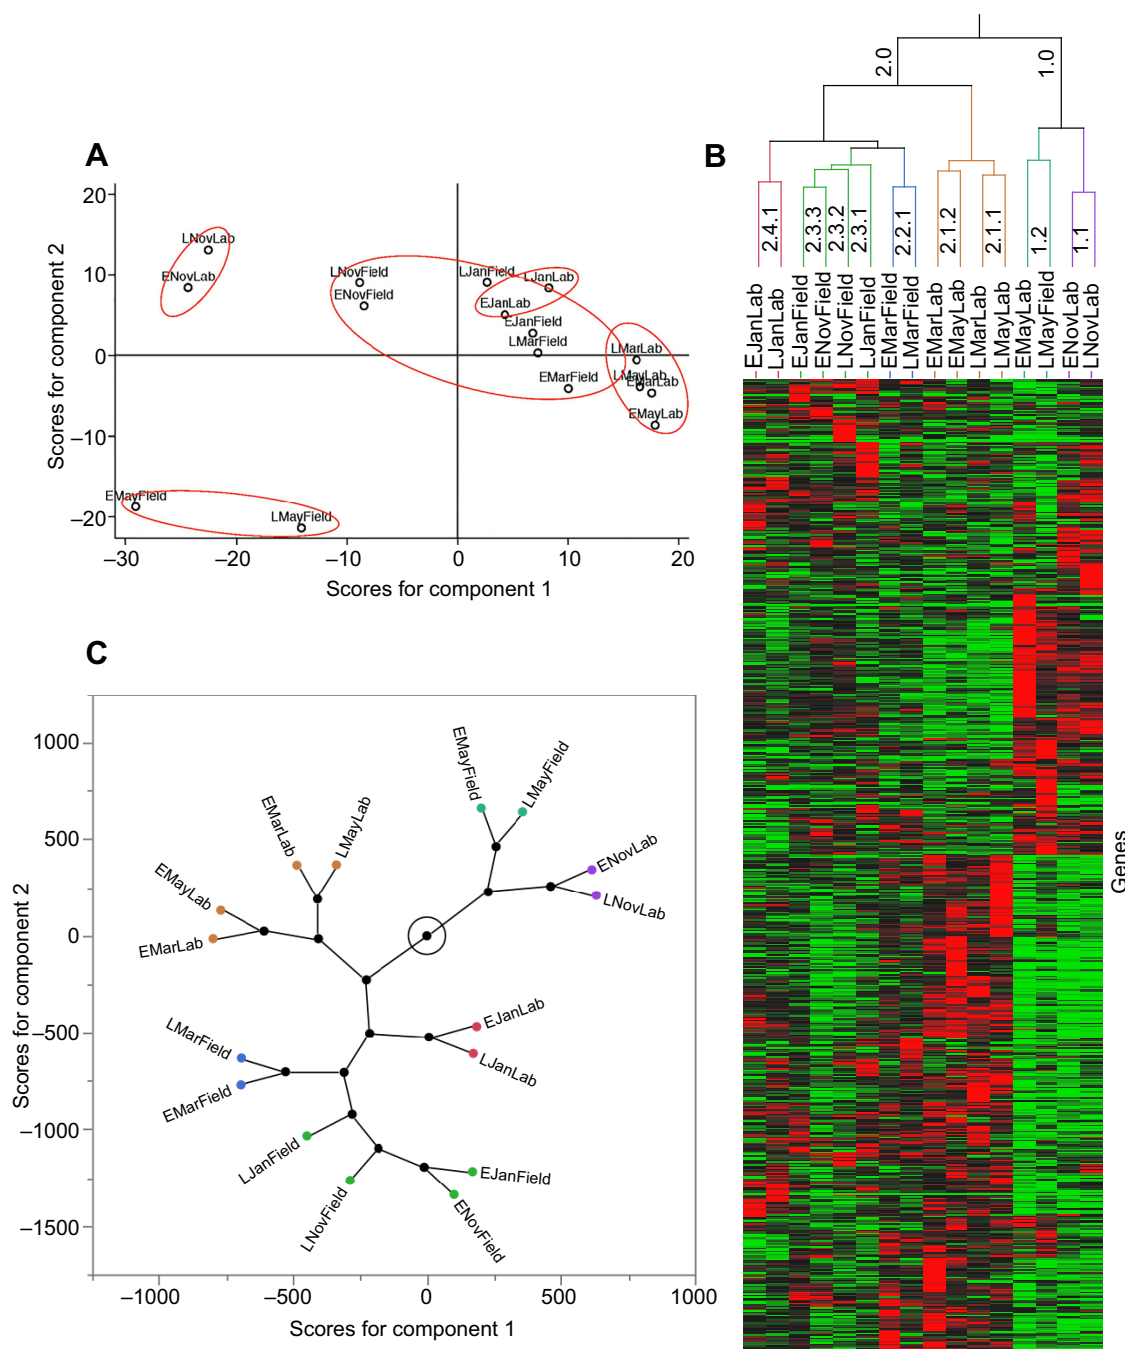 A
20
10
0
–10
–20
–30
–20
–10
0
10
20
Scores for component 2
Scores for component 1
LNovLab
ENovLab
LNovField
ENovField
LJanField
LJanLab
EJanLab
EJanField
LMarField
EMarField
LMarLab
LMayLab
EMarLab
EMayLab
EMayField
LMayField
B
2.0
1.0
2.4.1
2.3.3
2.3.2
2.3.1
2.2.1
2.1.2
2.1.1
1.2
1.1
EJanLab
LJanLab
EJanField
ENovField
LNovField
LJanField
EMarField
LMarField
EMarLab
EMayLab
LMarLab
LMayLab
EMayLab
LMayField
ENovLab
LNovLab
Genes
C
1000
500
0
–500
–1000
–1500
–1000
–500
0
500
1000
Scores for component 2
Scores for component 1
EMayField
LMayField
EMarLab
LMayLab
ENovLab
LNovLab
EMayLab
EMarLab
EJanLab
LJanLab
LMarField
EMarField
LJanField
EJanField
LNovField
ENovField